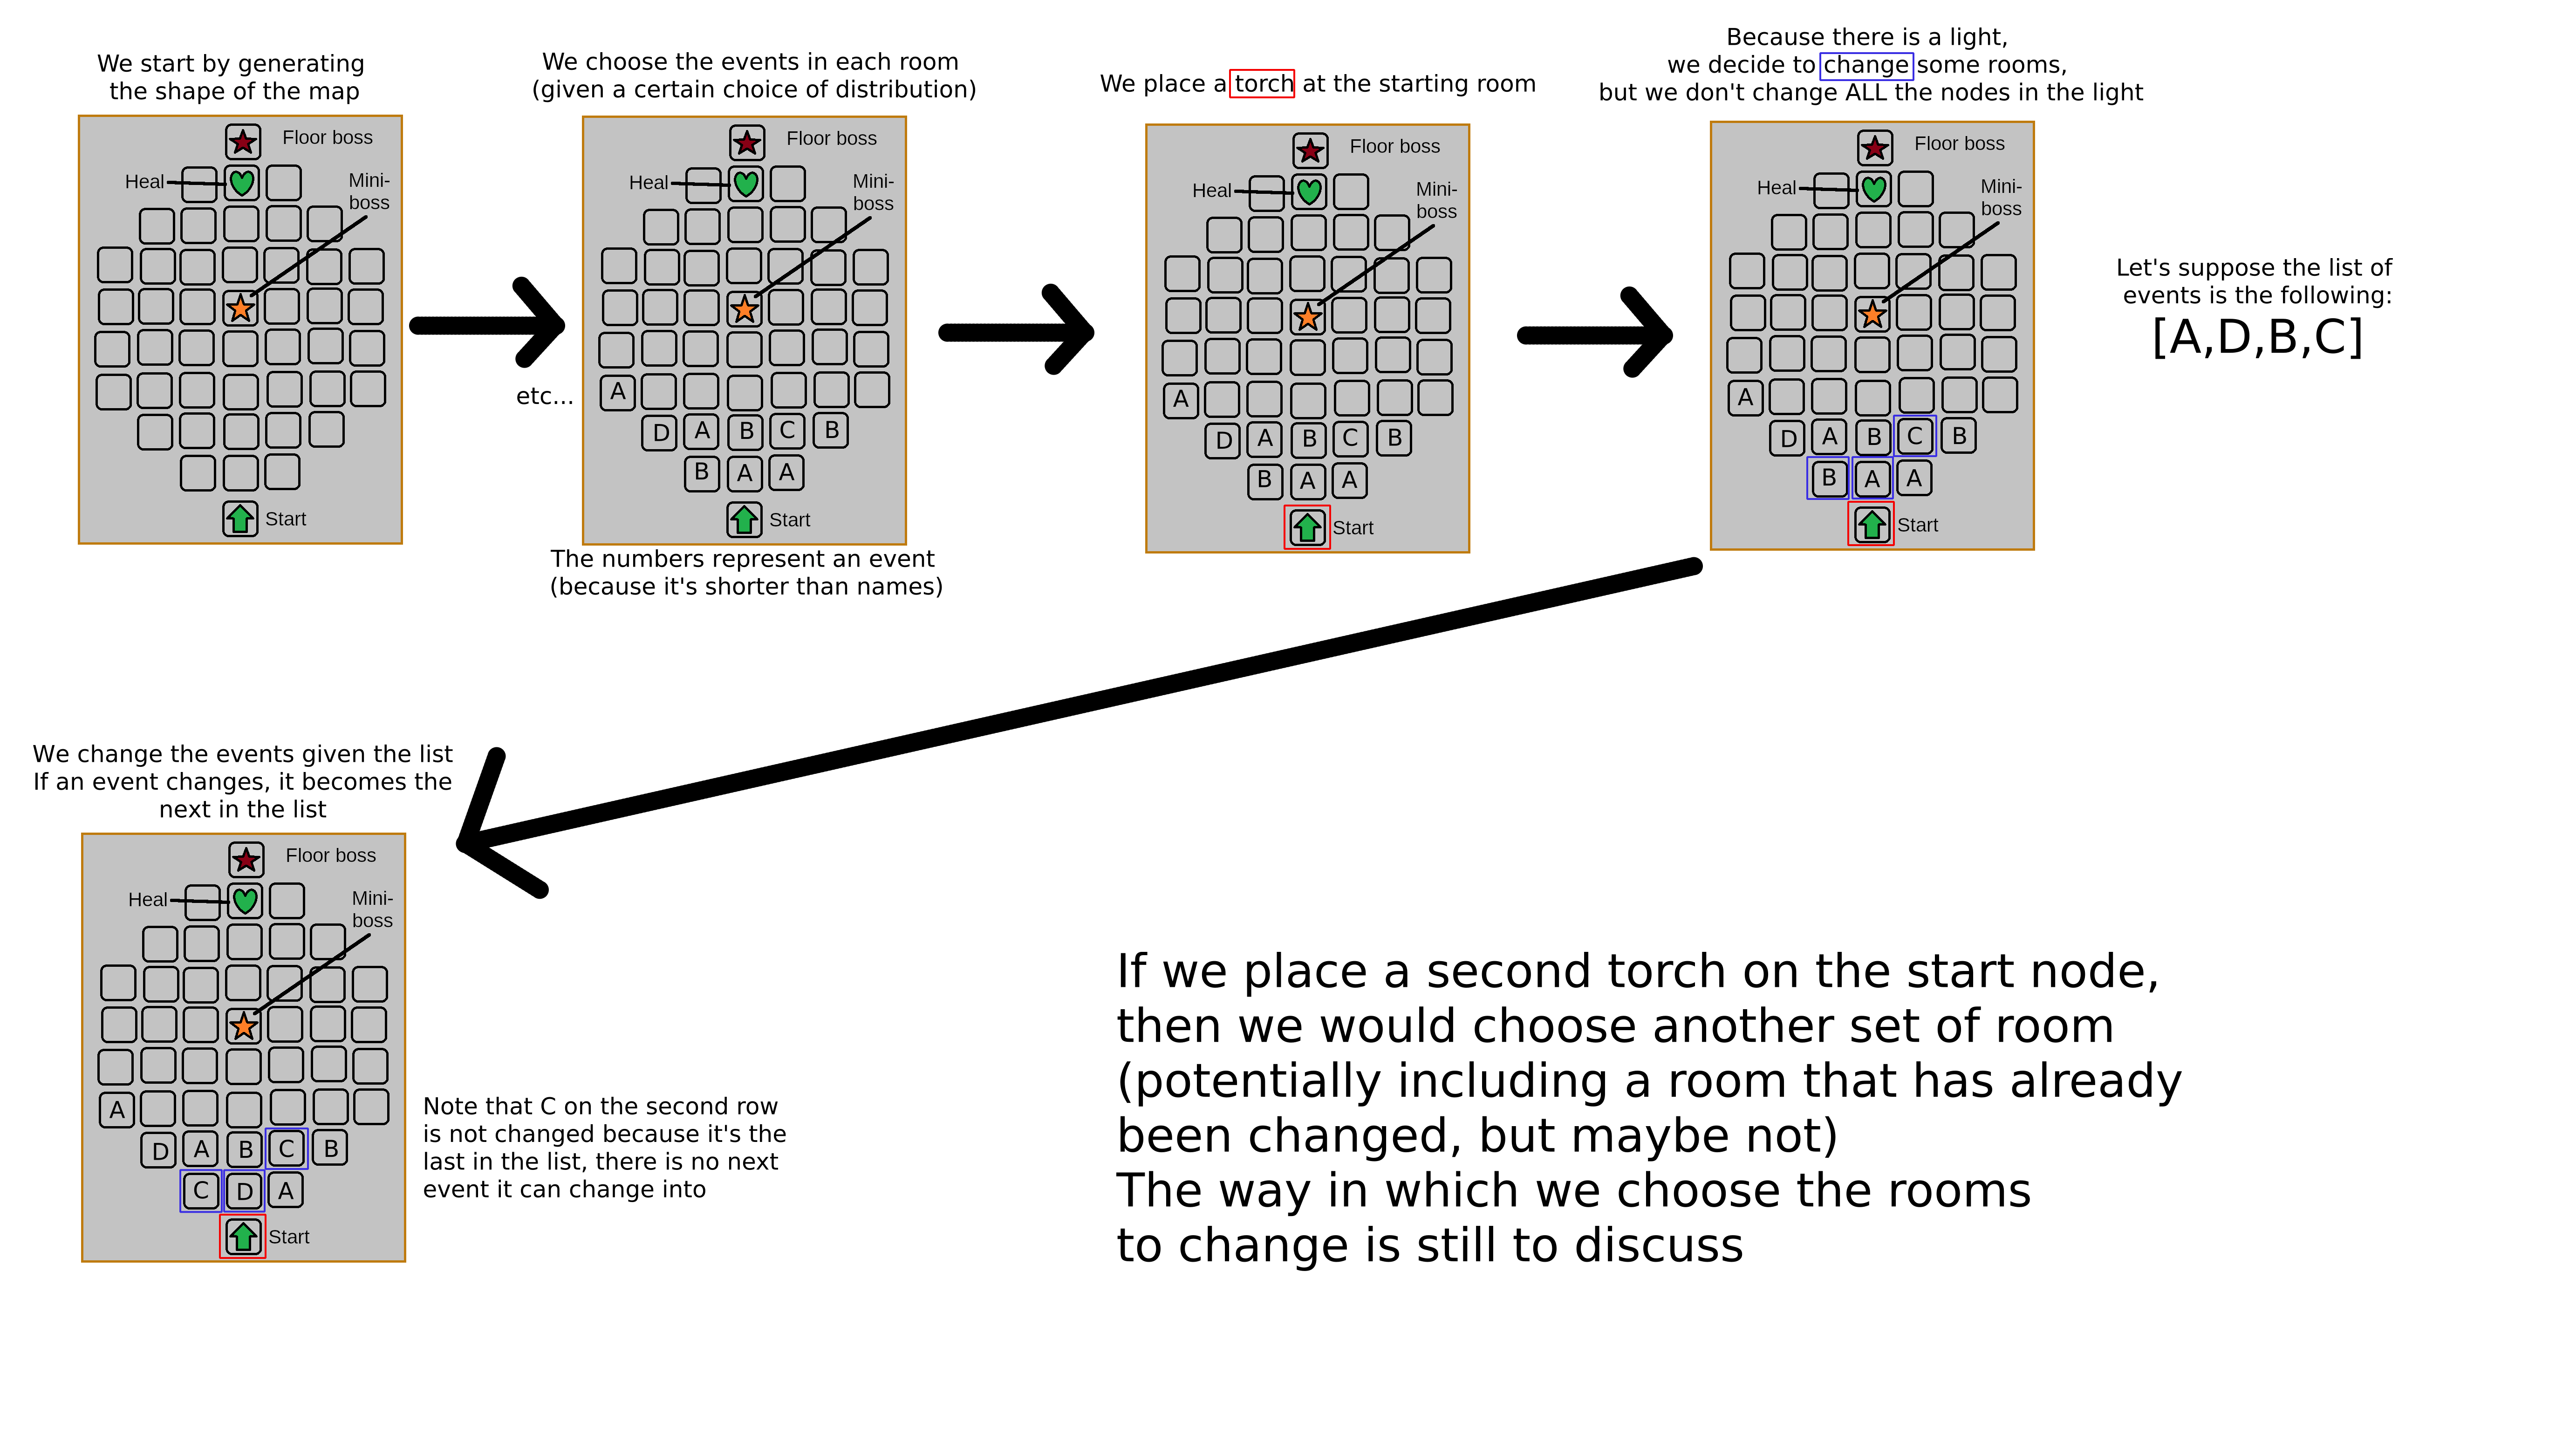 We start by generating
the shape of the map
Floor boss
Heal
Mini-
boss
Start
We choose the events in each room
(given a certain choice of distribution)
Floor boss
Heal
Mini-
boss
etc...
A
D A B C B
B A A
Start
The numbers represent an event
(because it's shorter than names)
We place a torch at the starting room
Floor boss
Heal
Mini-
boss
A
D A B C B
B A A
Start
Because there is a light,
we decide to change some rooms,
but we don't change ALL the nodes in the light
Floor boss
Heal
Mini-
boss
A
D A B C B
B A A
Start
Let's suppose the list of
events is the following:
[A,D,B,C]
We change the events given the list
If an event changes, it becomes the
next in the list
Floor boss
Heal
Mini-
boss
A
D A B C B
C D A
Start
Note that C on the second row
is not changed because it's the
last in the list, there is no next
event it can change into
If we place a second torch on the start node,
then we would choose another set of room
(potentially including a room that has already
been changed, but maybe not)
The way in which we choose the rooms
to change is still to discuss